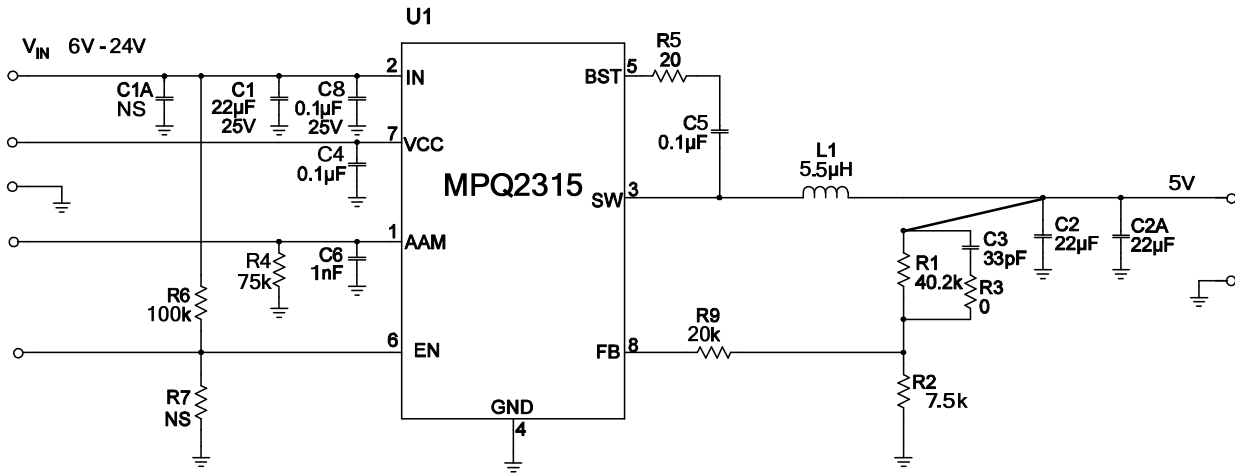 U1
V_IN 6V - 24V
2
IN
C1A
NS
C1
22µF
25V
C8
0.1µF
25V
7
VCC
C4
0.1µF
MPQ2315
1
AAM
R4
75k
C6
1nF
R6
100k
6
EN
R7
NS
GND
4
BST
5
R5
20
C5
0.1µF
SW
3
L1
5.5µH
5V
C2
22µF
C2A
22µF
C3
33pF
R1
40.2k
R3
0
R9
20k
FB
8
R2
7.5k